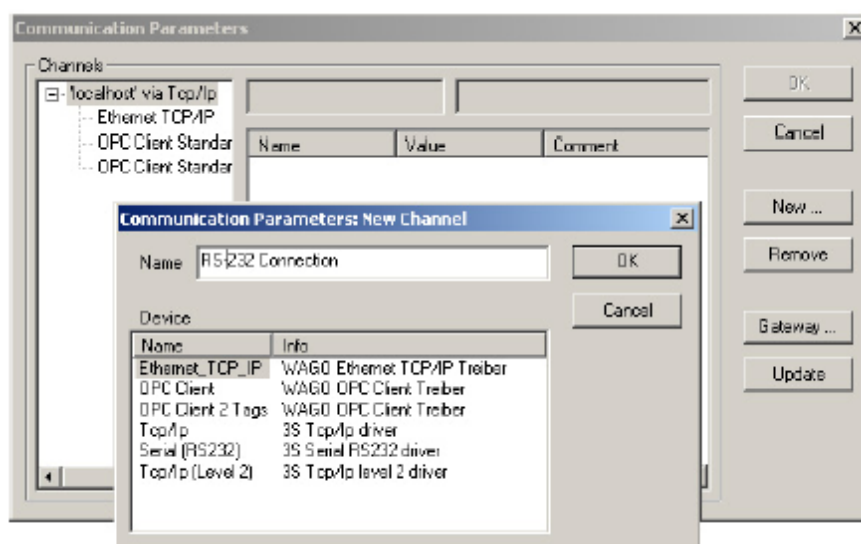 Communication Parameters
Channels
'localhost' via Tcp/Ip
Ethernet TCP/IP
OPC Client Standar
OPC Client Standar
Name Value Comment
OK
Cancel
New ...
Remove
Gateway ...
Update
Communication Parameters: New Channel
Name RS-232 Connection
OK
Cancel
Device
Name Info
Ethernet_TCP_IP WAGO Ethernet TCP/IP Treiber
OPC Client WAGO OPC Client Treiber
OPC Client 2 Tags WAGO OPC Client Treiber
Tcp/Ip 3S Tcp/Ip driver
Serial (RS232) 3S Serial RS232 driver
Tcp/Ip (Level 2) 3S Tcp/Ip level 2 driver